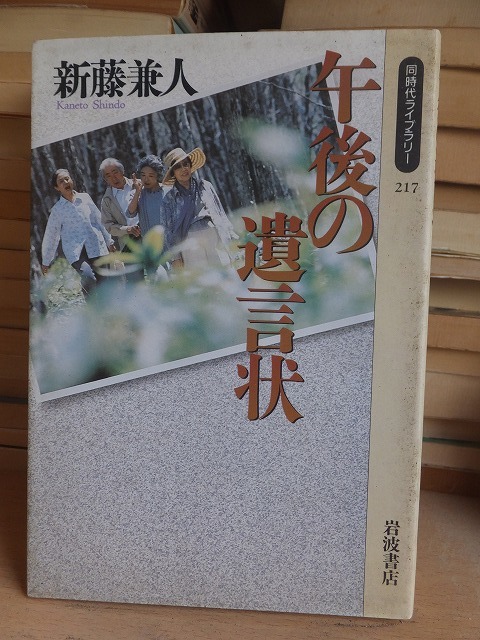 新藤兼人
Kaneto Shindo
午後の
遺言状
同時代ライブラリー
217
岩波書店